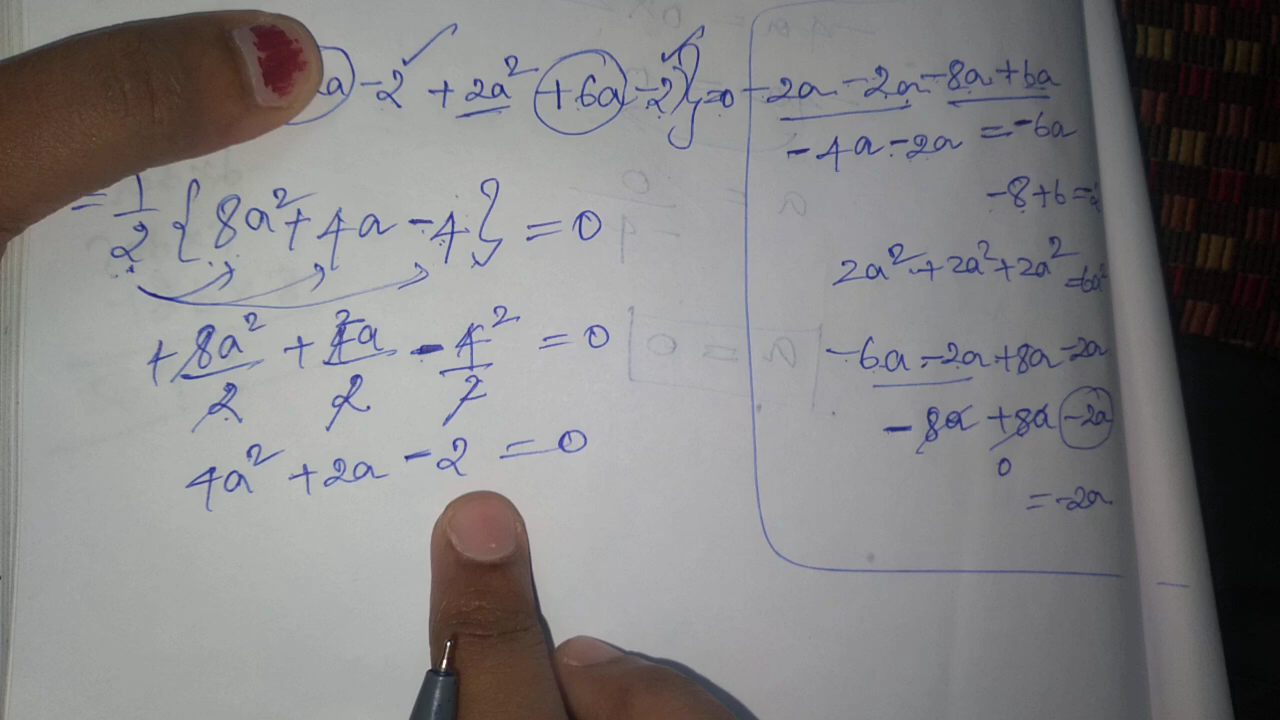 a -2 + 2a² +6a -2} = 0
= 1/2 {8a² + 4a - 4} = 0
+ 8a²/2 + 4a/2 - 4/2 = 0
4a² + 2a - 2 = 0
-2a -2a -8a +6a
-4a -2a = -6a
-8+6 =
2a² + 2a² + 2a² = 6a²
-6a -2a +8a -2a
-8a +8a -2a
0
= -2a